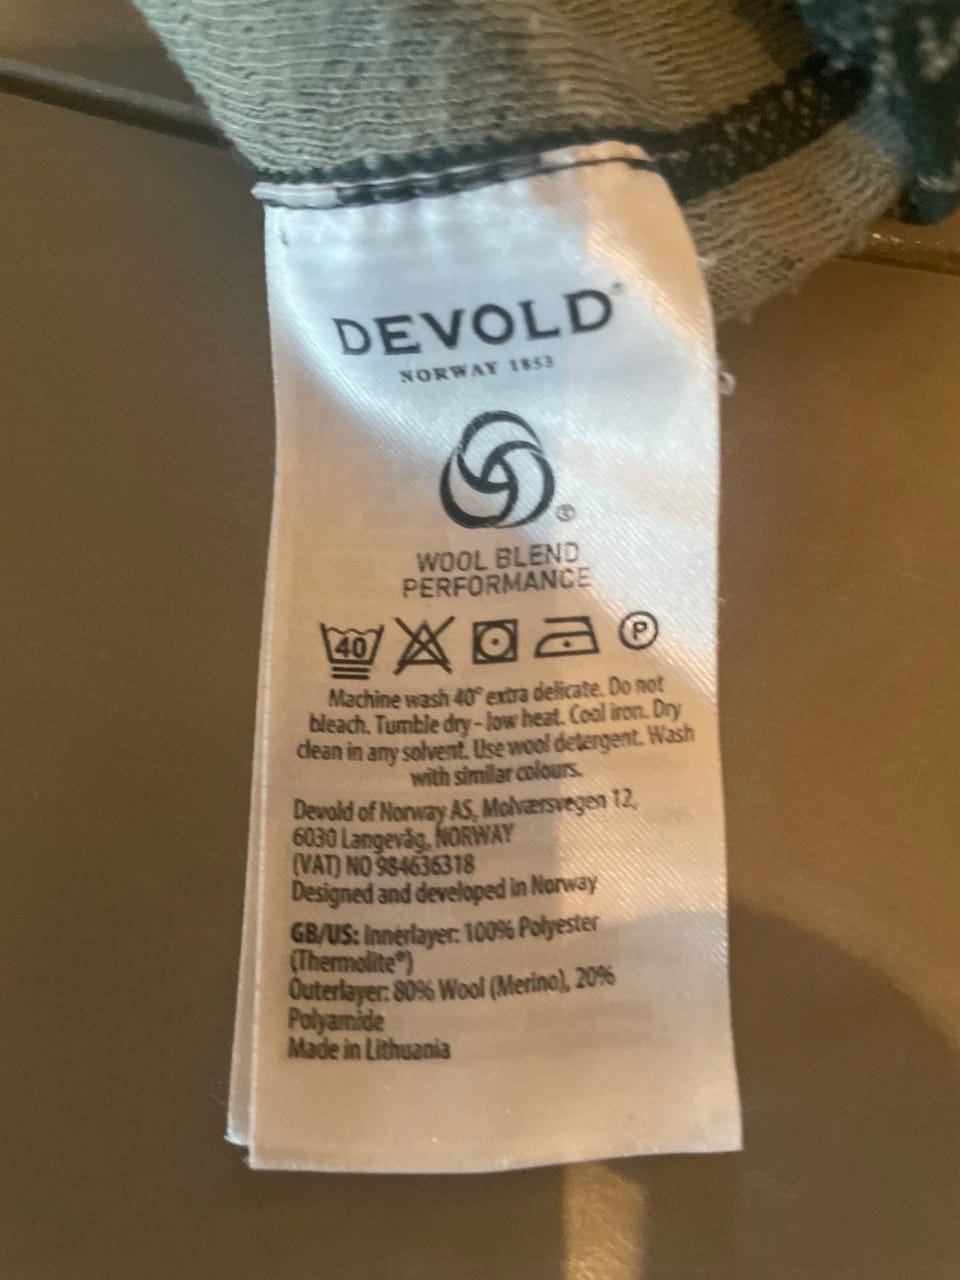 DEVOLD®
NORWAY 1853
®
WOOL BLEND
PERFORMANCE
40 P
Machine wash 40° extra delicate. Do not
bleach. Tumble dry - low heat. Cool iron. Dry
clean in any solvent. Use wool detergent. Wash
with similar colours.
Devold of Norway AS, Molværsvegen 12,
6030 Langevåg, NORWAY
(VAT) NO 984636318
Designed and developed in Norway
GB/US: Innerlayer: 100% Polyester
(Thermolite®)
Outerlayer: 80% Wool (Merino), 20%
Polyamide
Made in Lithuania